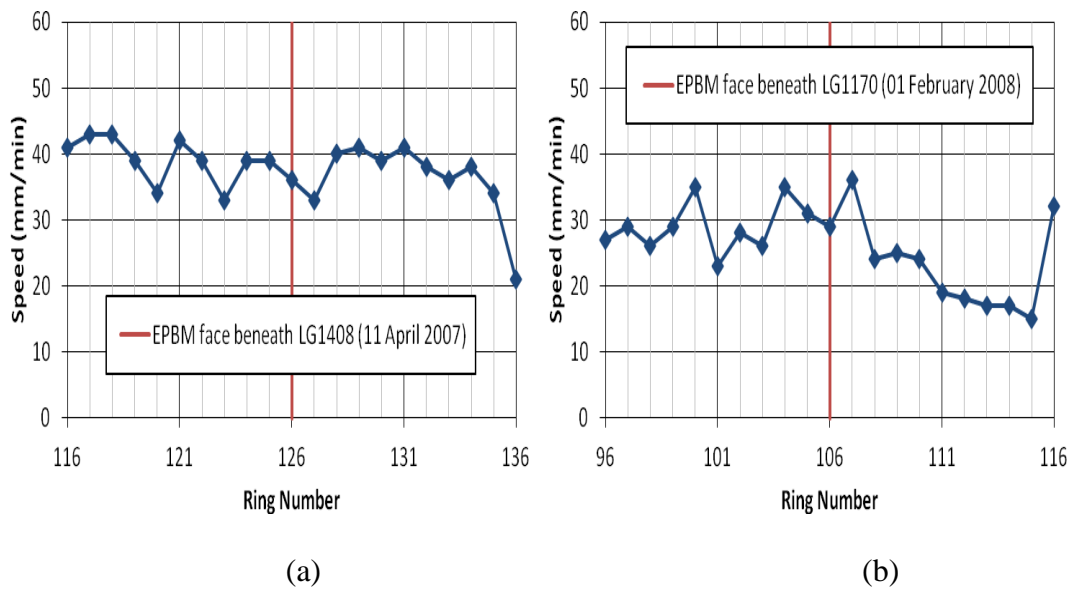 60
50
40
30
20
10
0
Speed (mm/min)
EPBM face beneath LG1408 (11 April 2007)
116 121 126 131 136
Ring Number
(a)
60
50
40
30
20
10
0
Speed (mm/min)
EPBM face beneath LG1170 (01 February 2008)
96 101 106 111 116
Ring Number
(b)